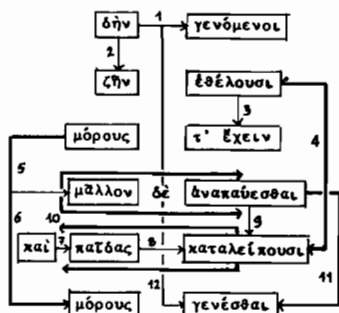 δὴν 1 γενόμενοι
2
ζῆν ἐθέλουσι
3
μόρους τ' ἔχειν 4
5
μᾶλλον δὲ ἀναπαύεσθαι
6 10 9
καὶ 7 παῖδας 8 καταλείπουσι
12 11
μόρους γενέσθαι